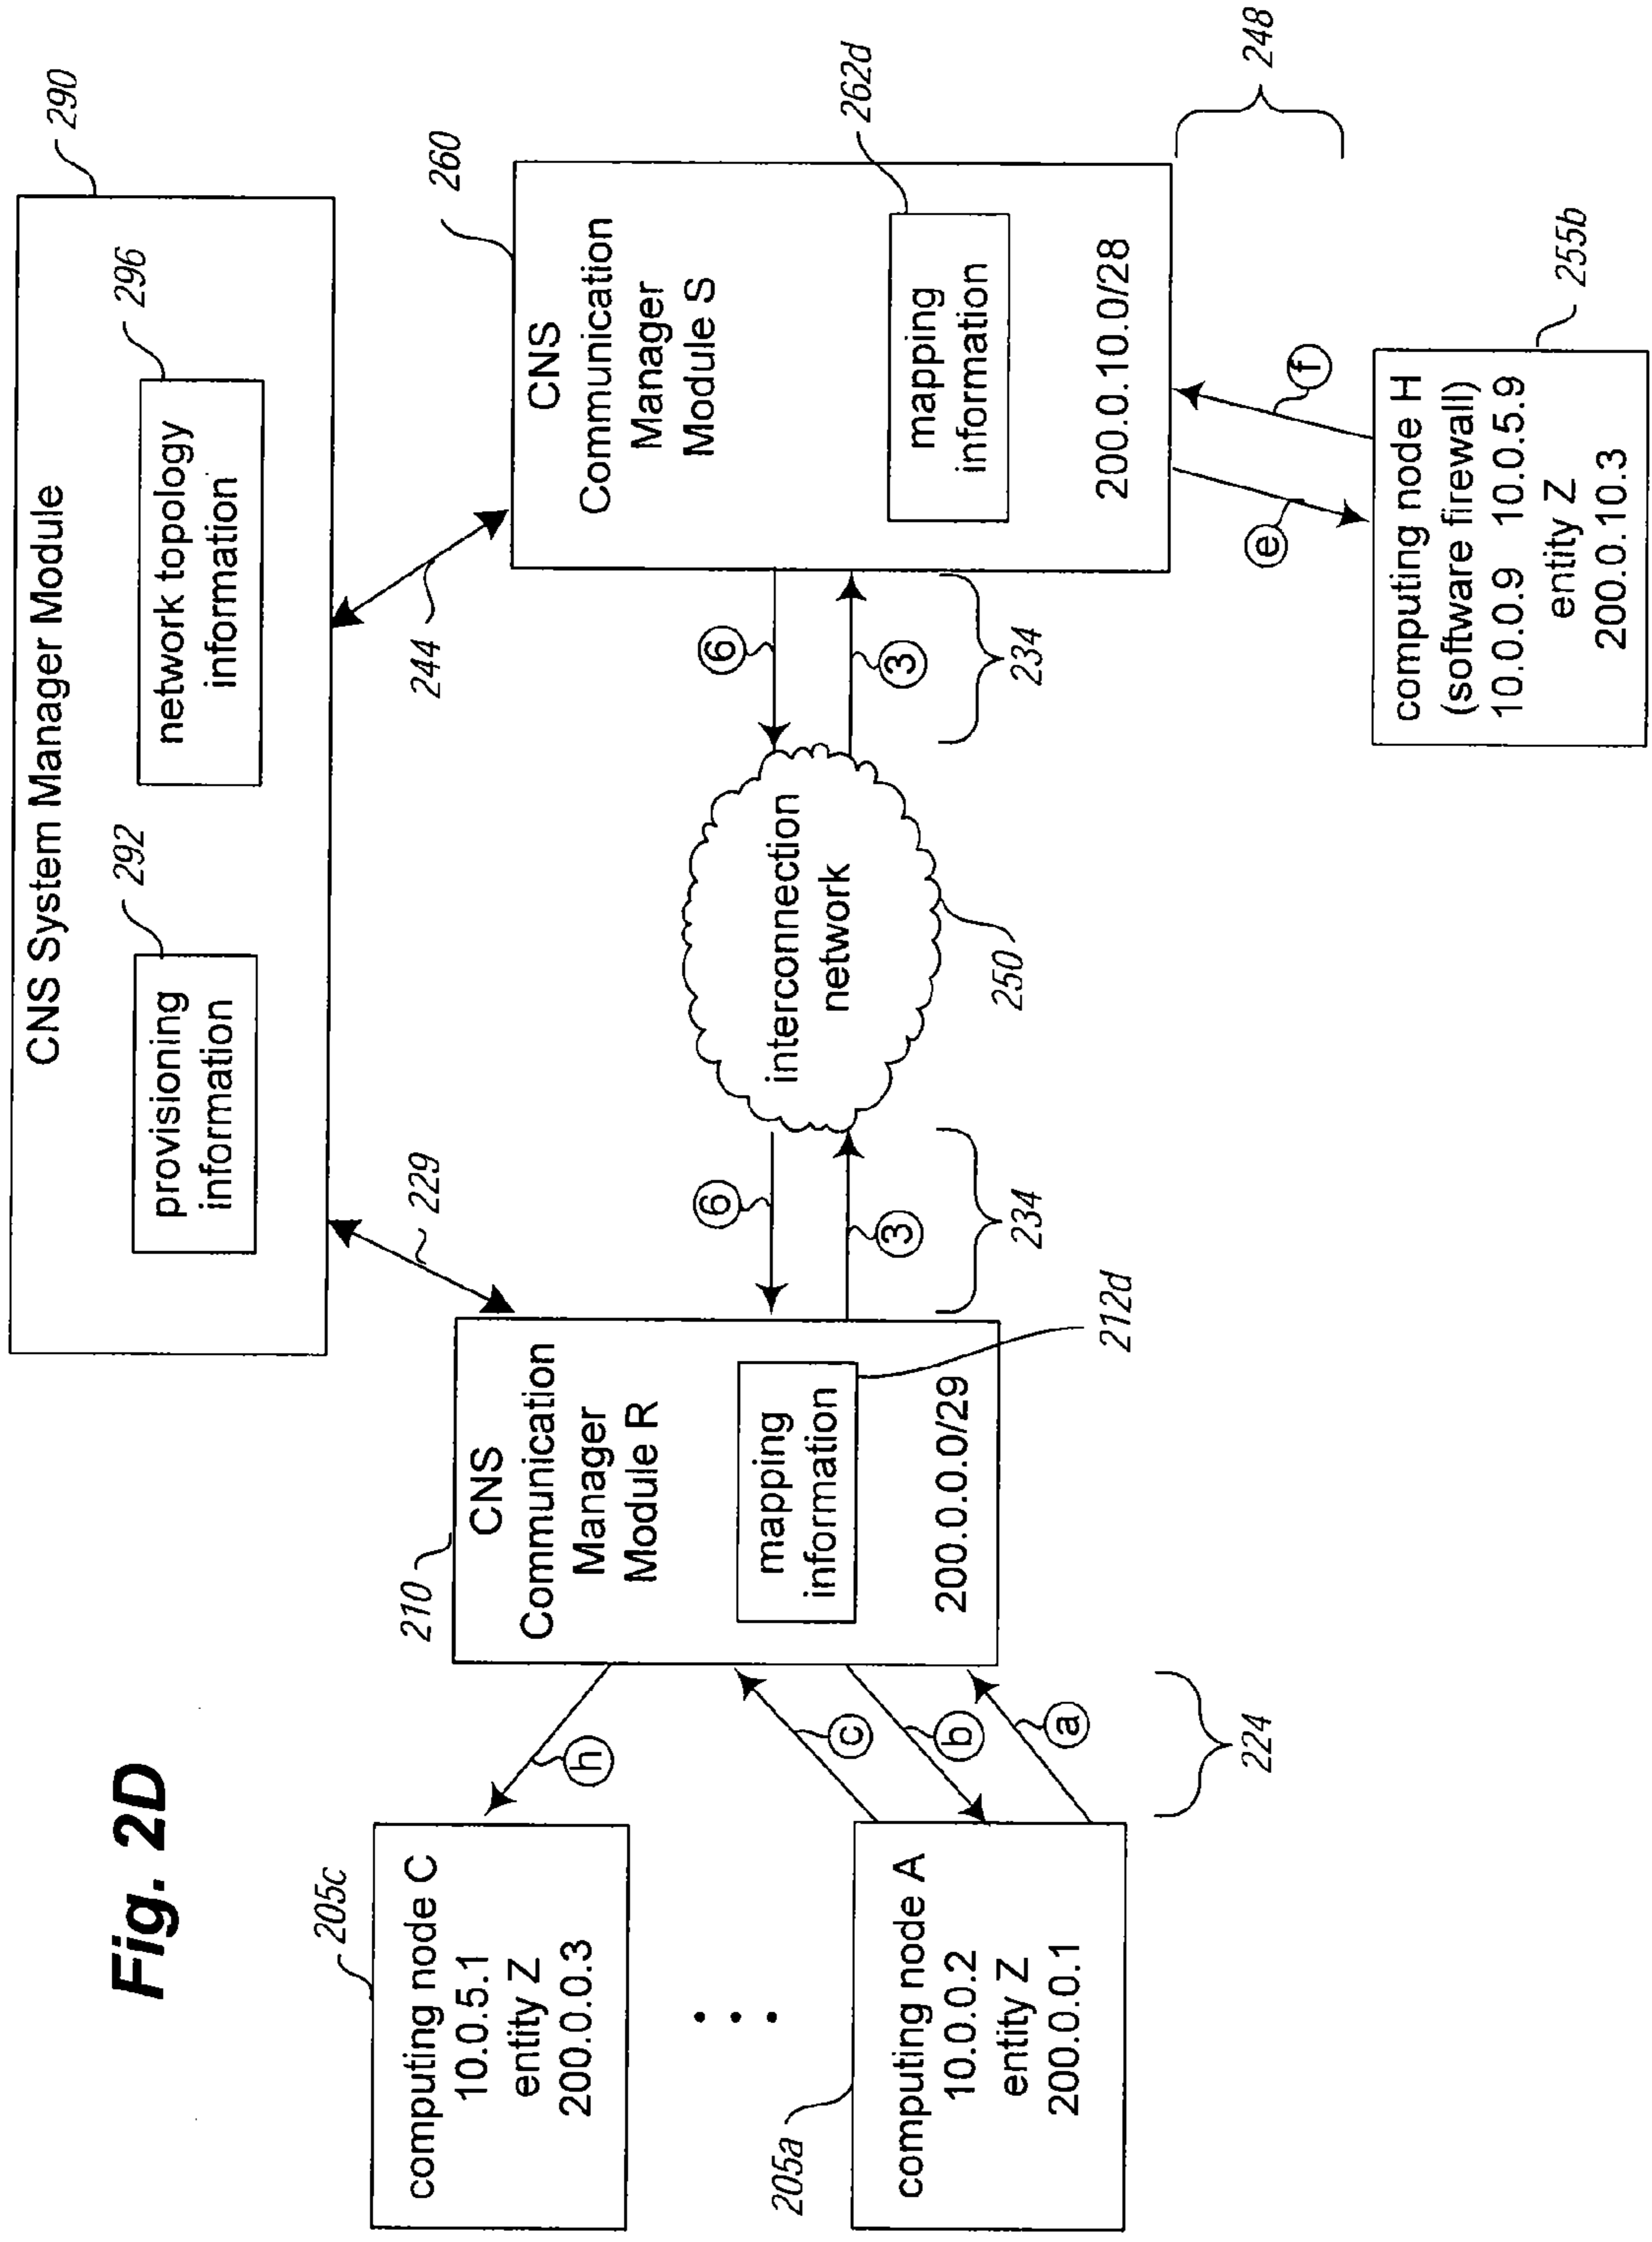 Fig. 2D
CNS System Manager Module
290
provisioning
information
292
network topology
information
296
229
244
210
CNS
Communication
Manager
Module R
mapping
information
212d
200.0.0.0/29
260
CNS
Communication
Manager
Module S
mapping
information
262d
200.0.10.0/28
6
3
234
interconnection
network
250
6
3
234
205c
computing node C
10.0.5.1
entity Z
200.0.0.3
h
c
b
a
224
205a
computing node A
10.0.0.2
entity Z
200.0.0.1
e
f
248
computing node H
(software firewall)
10.0.0.9 10.0.5.9
entity Z
200.0.10.3
255b